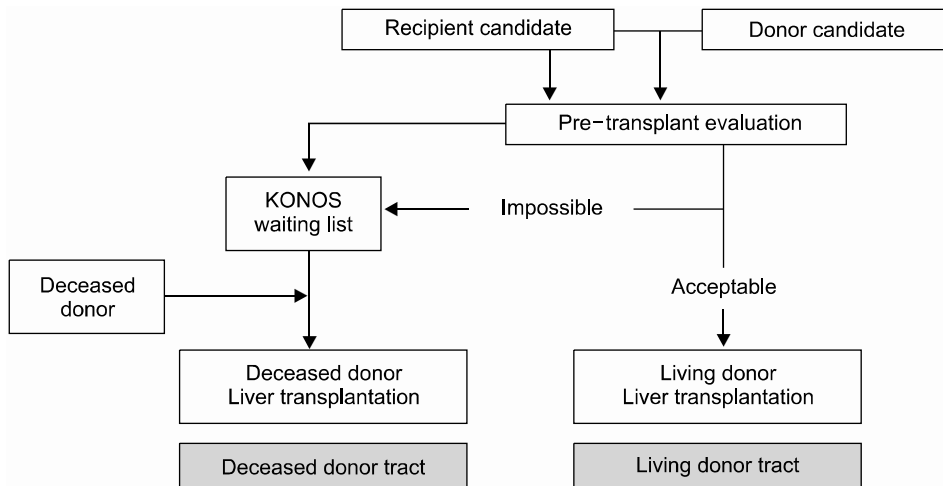 Recipient candidate
Donor candidate
Pre−transplant evaluation
KONOS
waiting list
Impossible
Deceased
donor
Acceptable
Deceased donor
Liver transplantation
Living donor
Liver transplantation
Deceased donor tract
Living donor tract